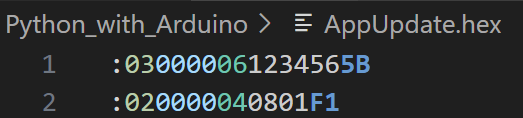 Python_with_Arduino > AppUpdate.hex
1 :030000061234565B
2 :020000040801F1